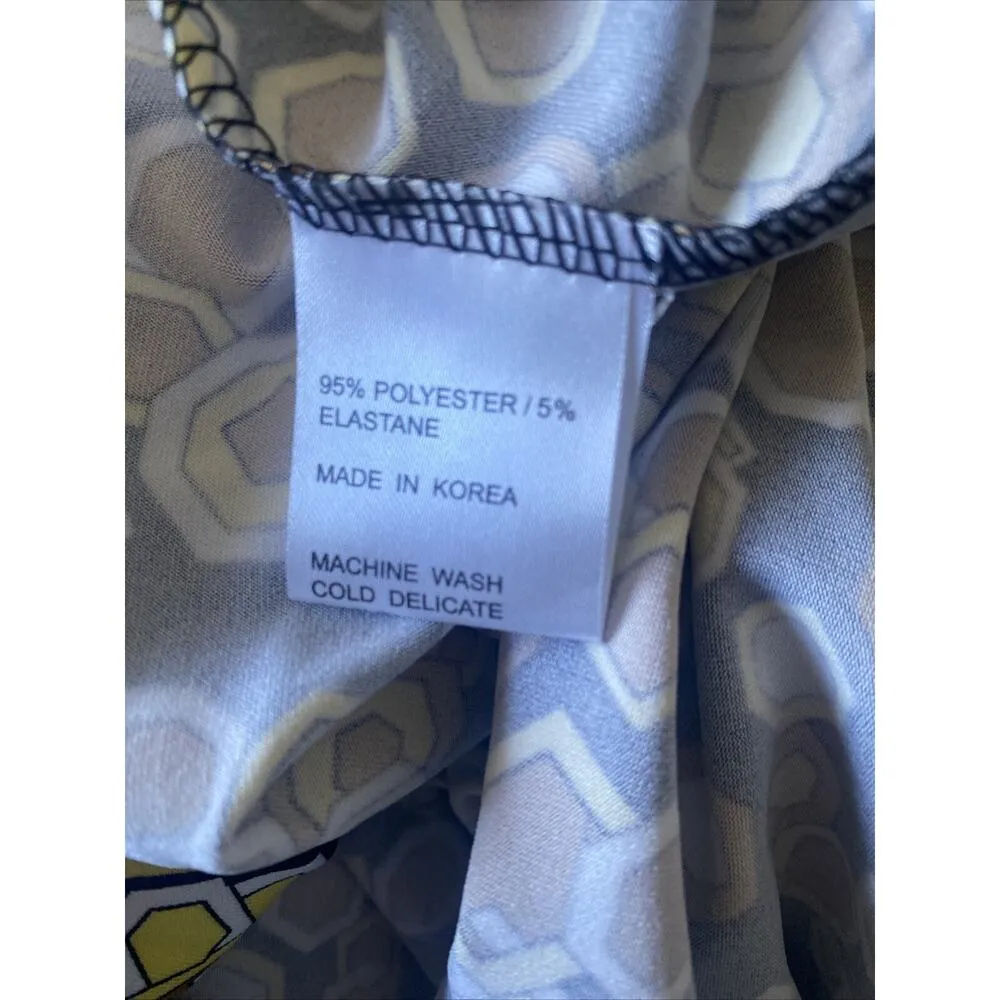 95% POLYESTER / 5%
ELASTANE
MADE IN KOREA
MACHINE WASH
COLD DELICATE